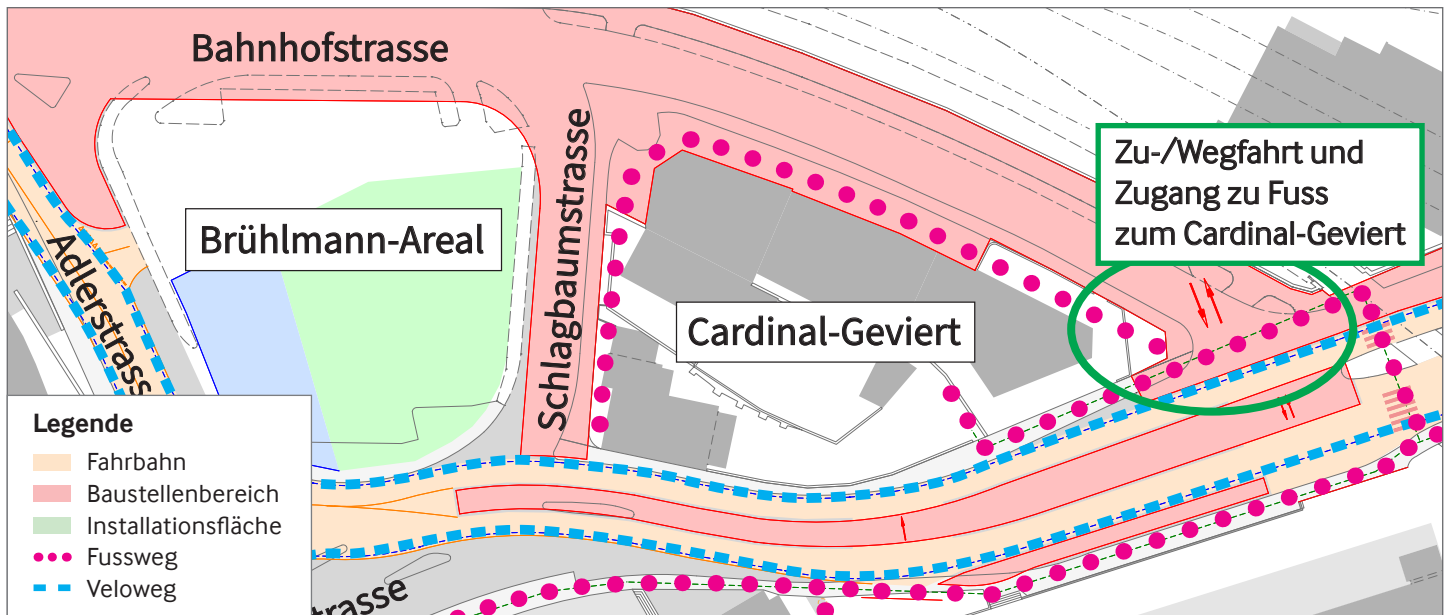 Bahnhofstrasse
Schlagbaumstrasse
Zu-/Wegfahrt und
Zugang zu Fuss
zum Cardinal-Geviert
Brühlmann-Areal
Adlerstrass
Cardinal-Geviert
Legende
Fahrbahn
Baustellenbereich
Installationsfläche
Fussweg
Veloweg
strasse